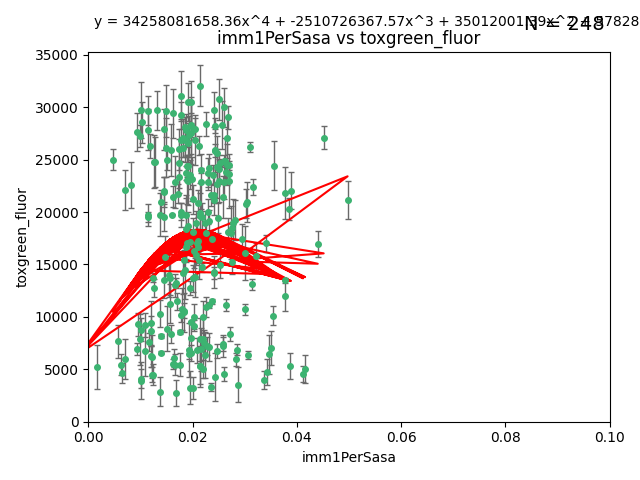 y = 34258081658.36x^4 + -2510726367.57x^3 + 35012001
N = 248
imm1PerSasa vs toxgreen_fluor
35000
30000
25000
20000
15000
10000
5000
0
toxgreen_fluor
0.00 0.02 0.04 0.06 0.08 0.10
imm1PerSasa